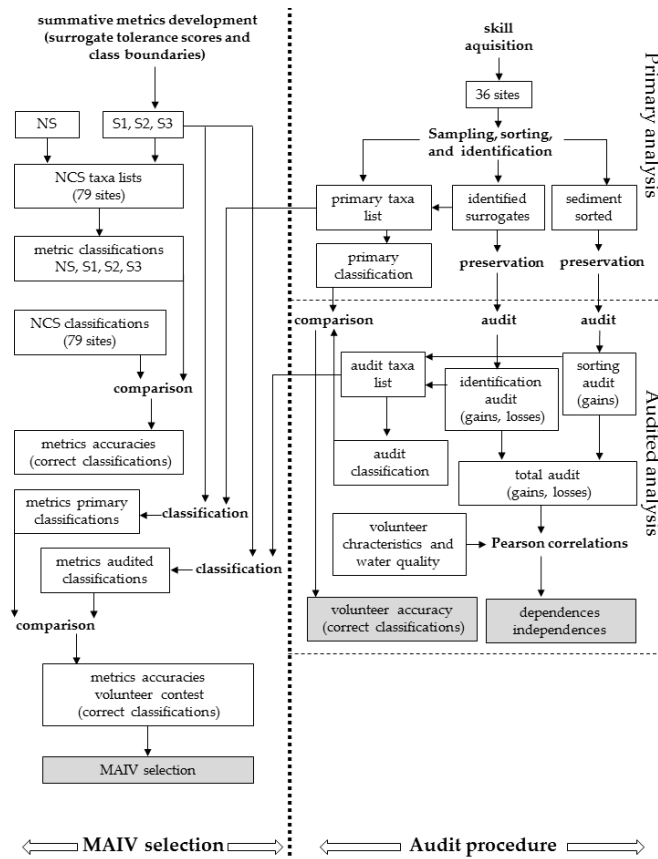 summative metrics development
(surrogate tolerance scores and
class boundaries)
NS
S1, S2, S3
NCS taxa lists
(79 sites)
metric classifications
NS, S1, S2, S3
NCS classifications
(79 sites)
comparison
metrics accuracies
(correct classifications)
metrics primary
classifications
classification
metrics audited
classifications
classification
comparison
metrics accuracies
volunteer contest
(correct classifications)
MAIV selection
MAIV selection
skill
aquisition
36 sites
Sampling, sorting,
and identification
primary taxa
list
identified
surrogates
sediment
sorted
primary
classification
preservation
preservation
Primary analysis
comparison
audit
audit
audit taxa
list
identification
audit
(gains, losses)
sorting
audit
(gains)
audit
classification
total audit
(gains, losses)
volunteer
chracteristics and
water quality
Pearson correlations
volunteer accuracy
(correct classifications)
dependences
independences
Audited analysis
Audit procedure